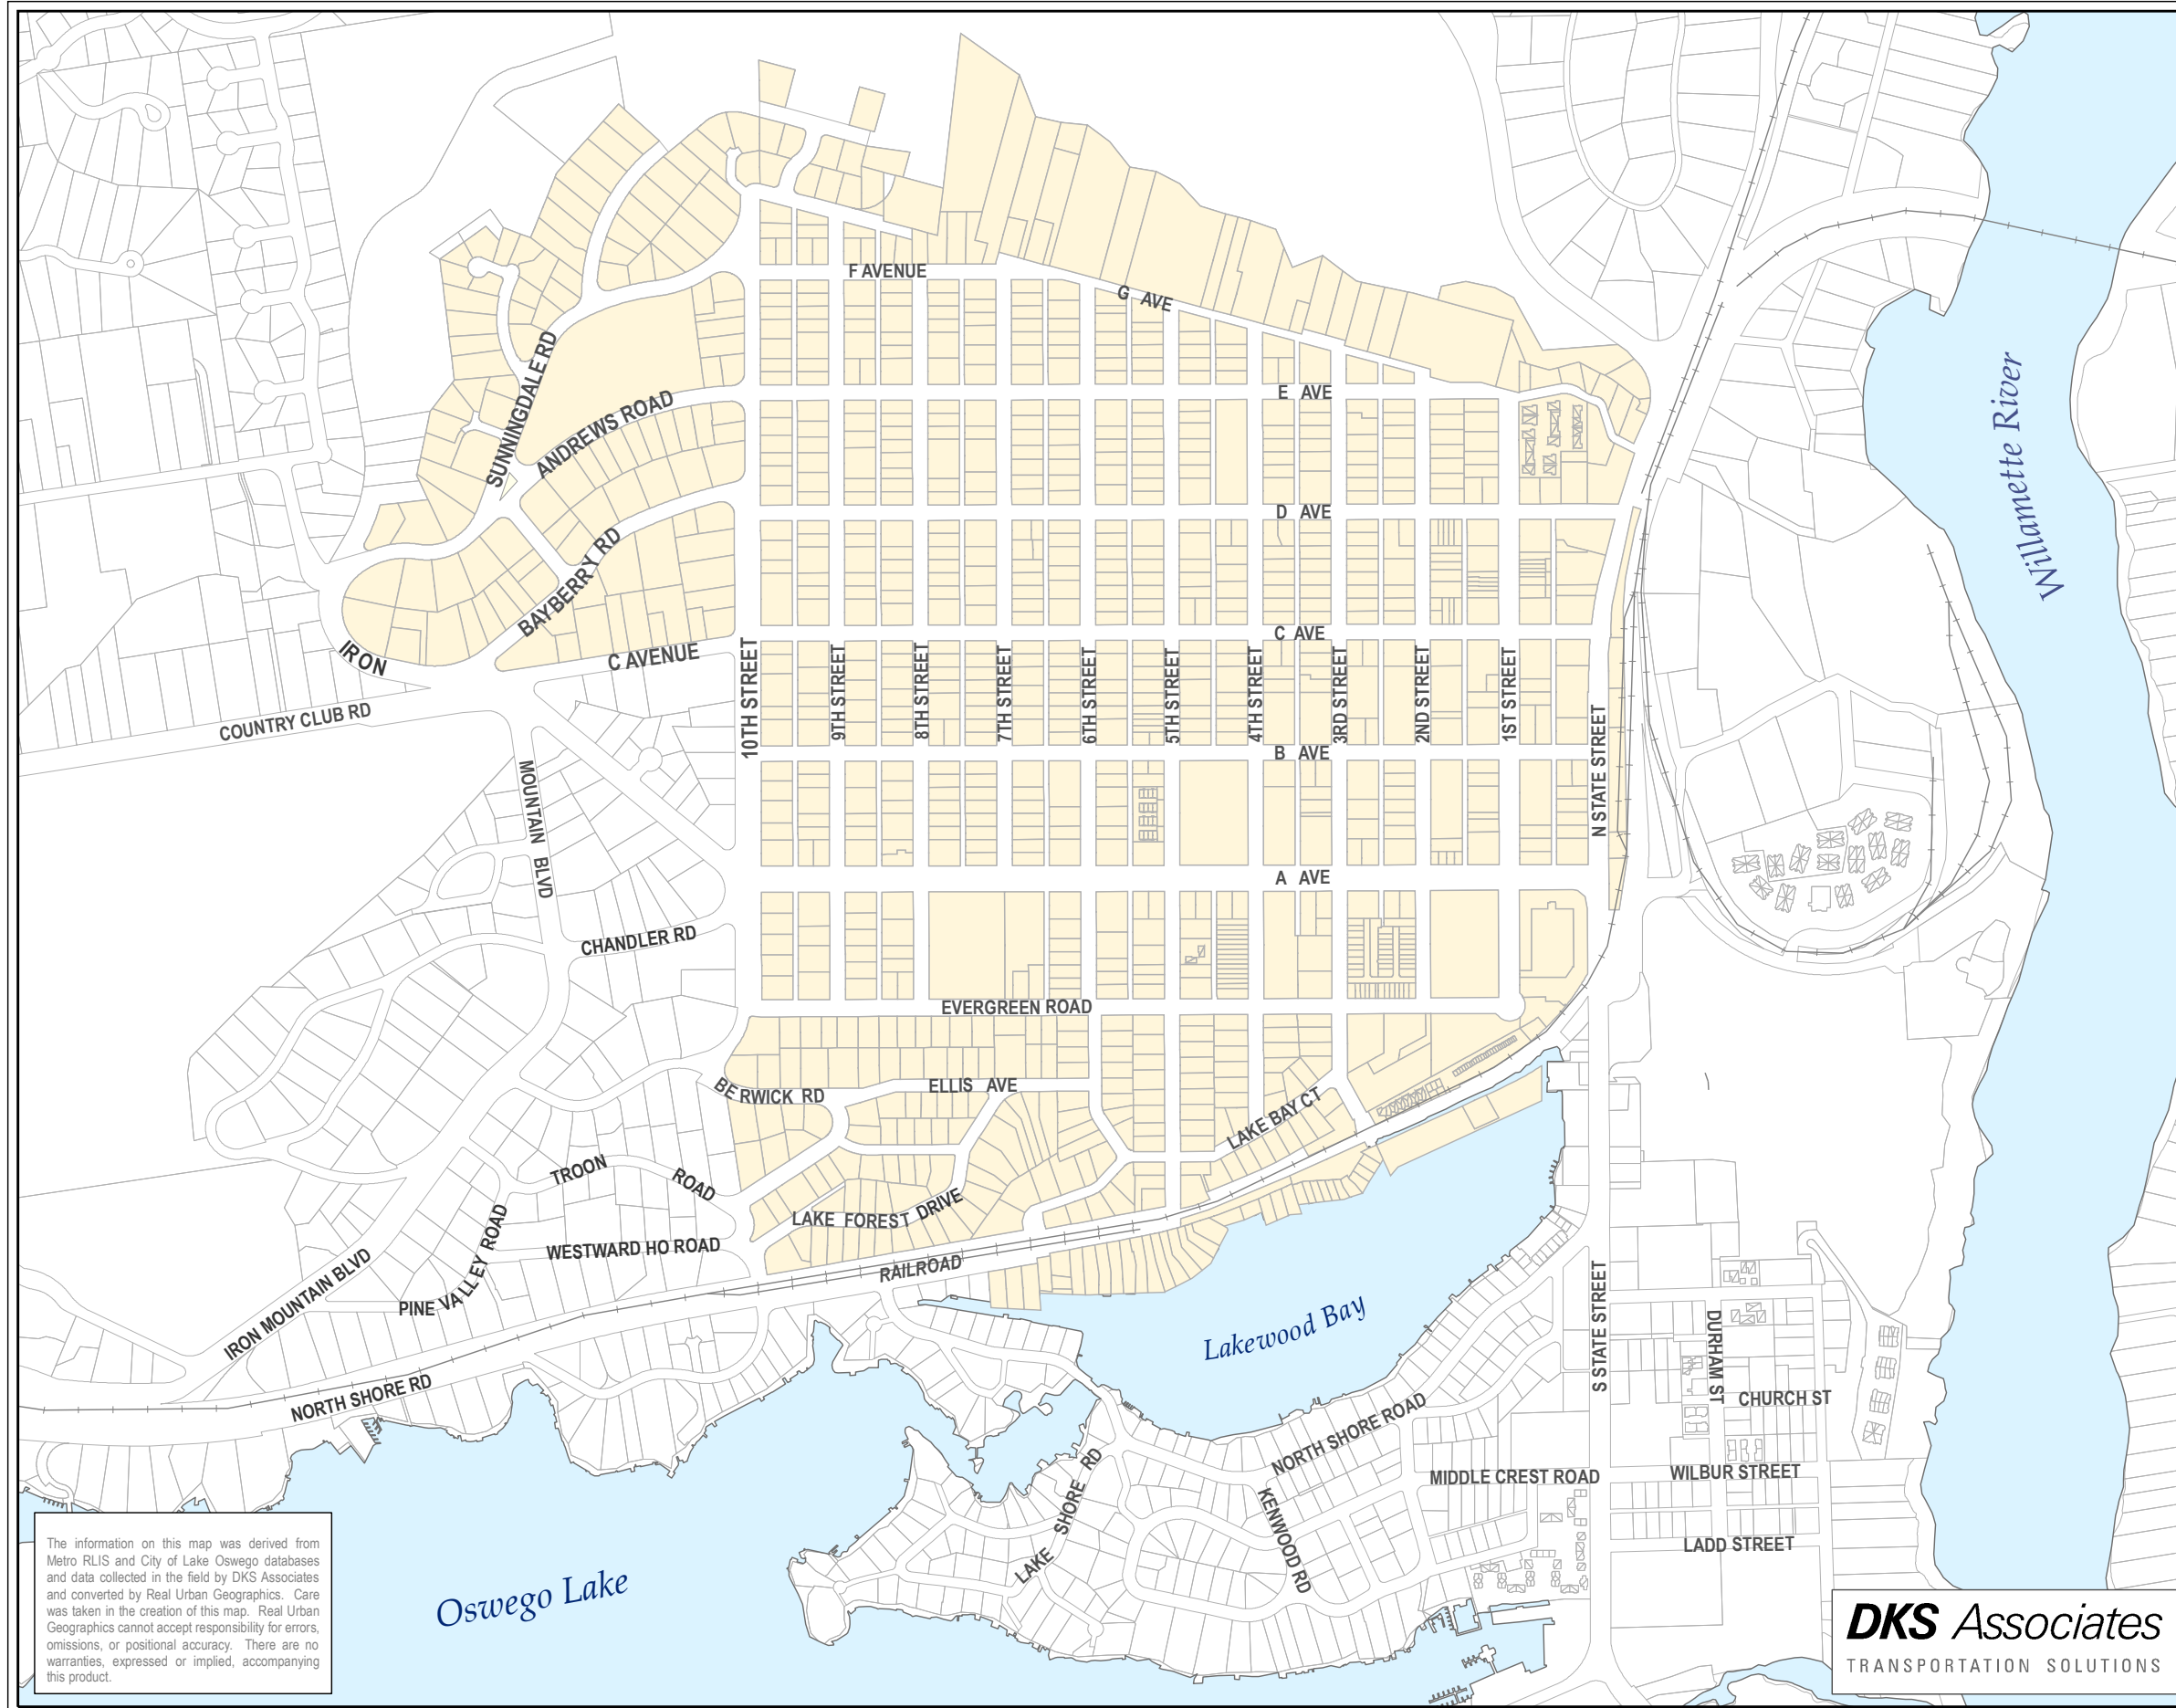 F AVENUE
G AVE
Willamette River
SUNNINGDALE RD
E AVE
ANDREWS ROAD
D AVE
BAYBERRY RD
C AVE
IRON
C AVENUE
10TH STREET
9TH STREET
8TH STREET
7TH STREET
6TH STREET
5TH STREET
4TH STREET
3RD STREET
2ND STREET
1ST STREET
N STATE STREET
COUNTRY CLUB RD
B AVE
MOUNTAIN BLVD
A AVE
CHANDLER RD
EVERGREEN ROAD
BERWICK RD
ELLIS AVE
LAKE BAY CT
TROON ROAD
LAKE FOREST DRIVE
PINE VALLEY ROAD
WESTWARD HO ROAD
RAILROAD
IRON MOUNTAIN BLVD
Lakewood Bay
S STATE STREET
DURHAM ST
NORTH SHORE RD
CHURCH ST
NORTH SHORE ROAD
LAKE SHORE RD
KENWOOD RD
MIDDLE CREST ROAD
WILBUR STREET
LADD STREET
Oswego Lake
The information on this map was derived from
Metro RLIS and City of Lake Oswego databases
and data collected in the field by DKS Associates
and converted by Real Urban Geographics. Care
was taken in the creation of this map. Real Urban
Geographics cannot accept responsibility for errors,
omissions, or positional accuracy. There are no
warranties, expressed or implied, accompanying
this product.
DKS Associates
TRANSPORTATION SOLUTIONS